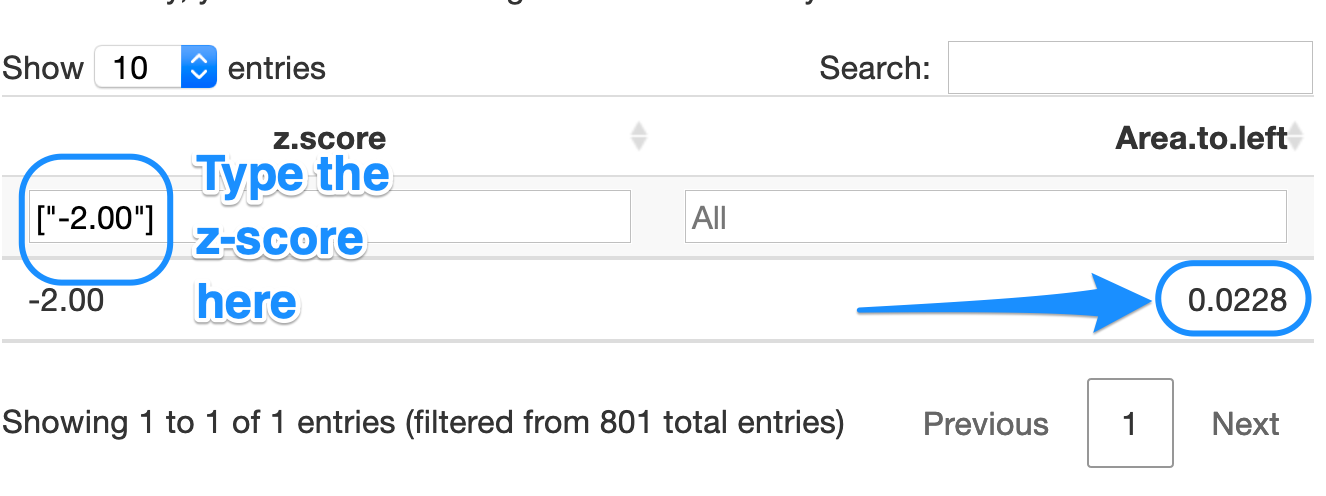 Show 10 entries Search:
z.score Area.to.left
Type the
["-2.00"] All
z-score
-2.00 here 0.0228
Showing 1 to 1 of 1 entries (filtered from 801 total entries) Previous 1 Next